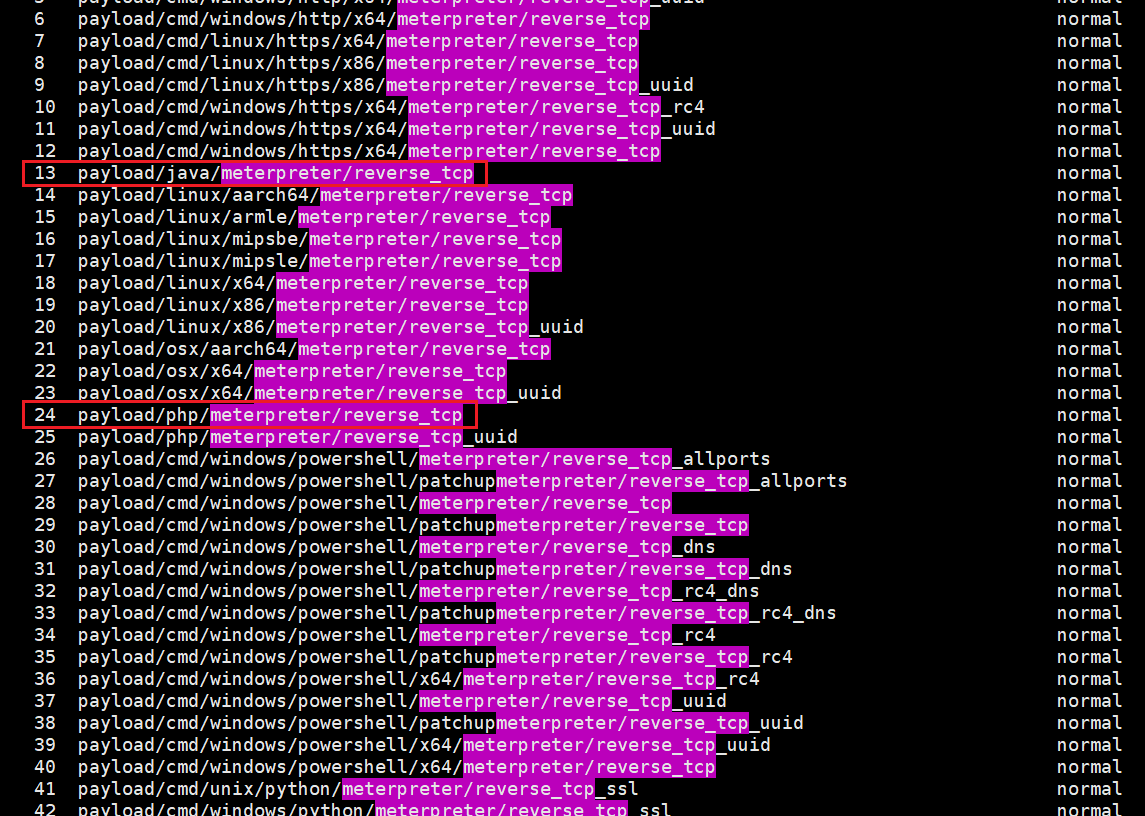 6 payload/cmd/windows/http/x64/meterpreter/reverse_tcp normal
7 payload/cmd/linux/https/x64/meterpreter/reverse_tcp normal
8 payload/cmd/linux/https/x86/meterpreter/reverse_tcp normal
9 payload/cmd/linux/https/x86/meterpreter/reverse_tcp_uuid normal
10 payload/cmd/windows/https/x64/meterpreter/reverse_tcp_rc4 normal
11 payload/cmd/windows/https/x64/meterpreter/reverse_tcp_uuid normal
12 payload/cmd/windows/https/x64/meterpreter/reverse_tcp normal
13 payload/java/meterpreter/reverse_tcp normal
14 payload/linux/aarch64/meterpreter/reverse_tcp normal
15 payload/linux/armle/meterpreter/reverse_tcp normal
16 payload/linux/mipsbe/meterpreter/reverse_tcp normal
17 payload/linux/mipsle/meterpreter/reverse_tcp normal
18 payload/linux/x64/meterpreter/reverse_tcp normal
19 payload/linux/x86/meterpreter/reverse_tcp normal
20 payload/linux/x86/meterpreter/reverse_tcp_uuid normal
21 payload/osx/aarch64/meterpreter/reverse_tcp normal
22 payload/osx/x64/meterpreter/reverse_tcp normal
23 payload/osx/x64/meterpreter/reverse_tcp_uuid normal
24 payload/php/meterpreter/reverse_tcp normal
25 payload/php/meterpreter/reverse_tcp_uuid normal
26 payload/cmd/windows/powershell/meterpreter/reverse_tcp_allports normal
27 payload/cmd/windows/powershell/patchupmeterpreter/reverse_tcp_allports normal
28 payload/cmd/windows/powershell/meterpreter/reverse_tcp normal
29 payload/cmd/windows/powershell/patchupmeterpreter/reverse_tcp normal
30 payload/cmd/windows/powershell/meterpreter/reverse_tcp_dns normal
31 payload/cmd/windows/powershell/patchupmeterpreter/reverse_tcp_dns normal
32 payload/cmd/windows/powershell/meterpreter/reverse_tcp_rc4_dns normal
33 payload/cmd/windows/powershell/patchupmeterpreter/reverse_tcp_rc4_dns normal
34 payload/cmd/windows/powershell/meterpreter/reverse_tcp_rc4 normal
35 payload/cmd/windows/powershell/patchupmeterpreter/reverse_tcp_rc4 normal
36 payload/cmd/windows/powershell/x64/meterpreter/reverse_tcp_rc4 normal
37 payload/cmd/windows/powershell/meterpreter/reverse_tcp_uuid normal
38 payload/cmd/windows/powershell/patchupmeterpreter/reverse_tcp_uuid normal
39 payload/cmd/windows/powershell/x64/meterpreter/reverse_tcp_uuid normal
40 payload/cmd/windows/powershell/x64/meterpreter/reverse_tcp normal
41 payload/cmd/unix/python/meterpreter/reverse_tcp_ssl normal
42 payload/cmd/windows/python/meterpreter/reverse_tcp_ssl normal